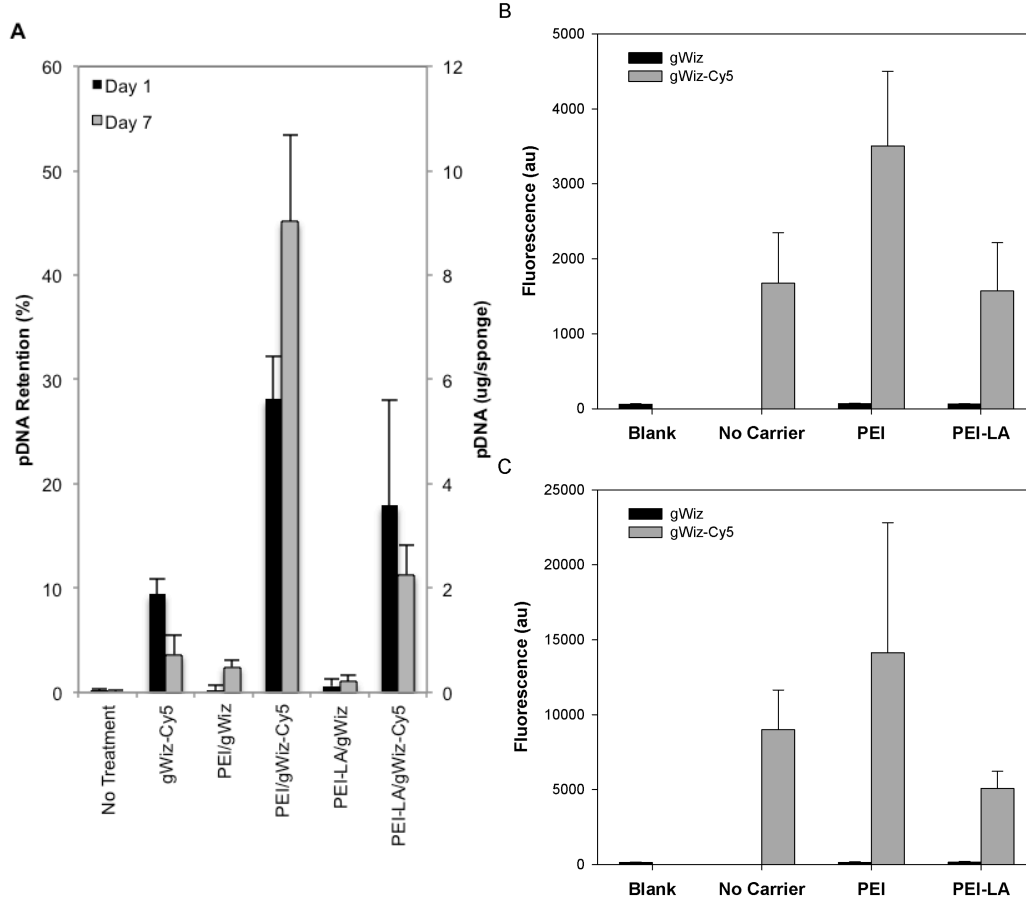 A
60
50
40
30
20
10
0
12
10
8
6
4
2
0
pDNA Retention (%)
pDNA (ug/sponge)
Day 1
Day 7
No Treatment
gWiz-Cy5
PEI/gWiz
PEI/gWiz-Cy5
PEI-LA/gWiz
PEI-LA/gWiz-Cy5
B
5000
4000
3000
2000
1000
0
Fluorescence (au)
gWiz
gWiz-Cy5
Blank
No Carrier
PEI
PEI-LA
C
25000
20000
15000
10000
5000
0
Fluorescence (au)
gWiz
gWiz-Cy5
Blank
No Carrier
PEI
PEI-LA